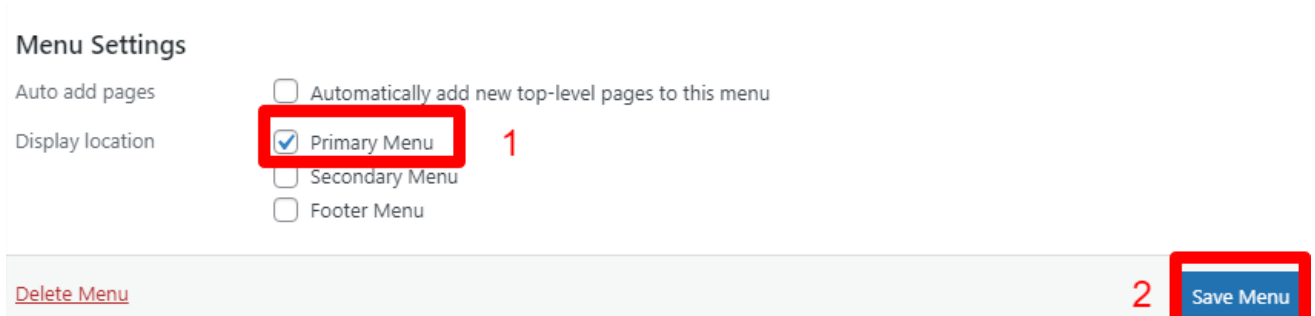 Menu Settings
Auto add pages Automatically add new top-level pages to this menu
Display location Primary Menu 1
Secondary Menu
Footer Menu
Delete Menu 2 Save Menu